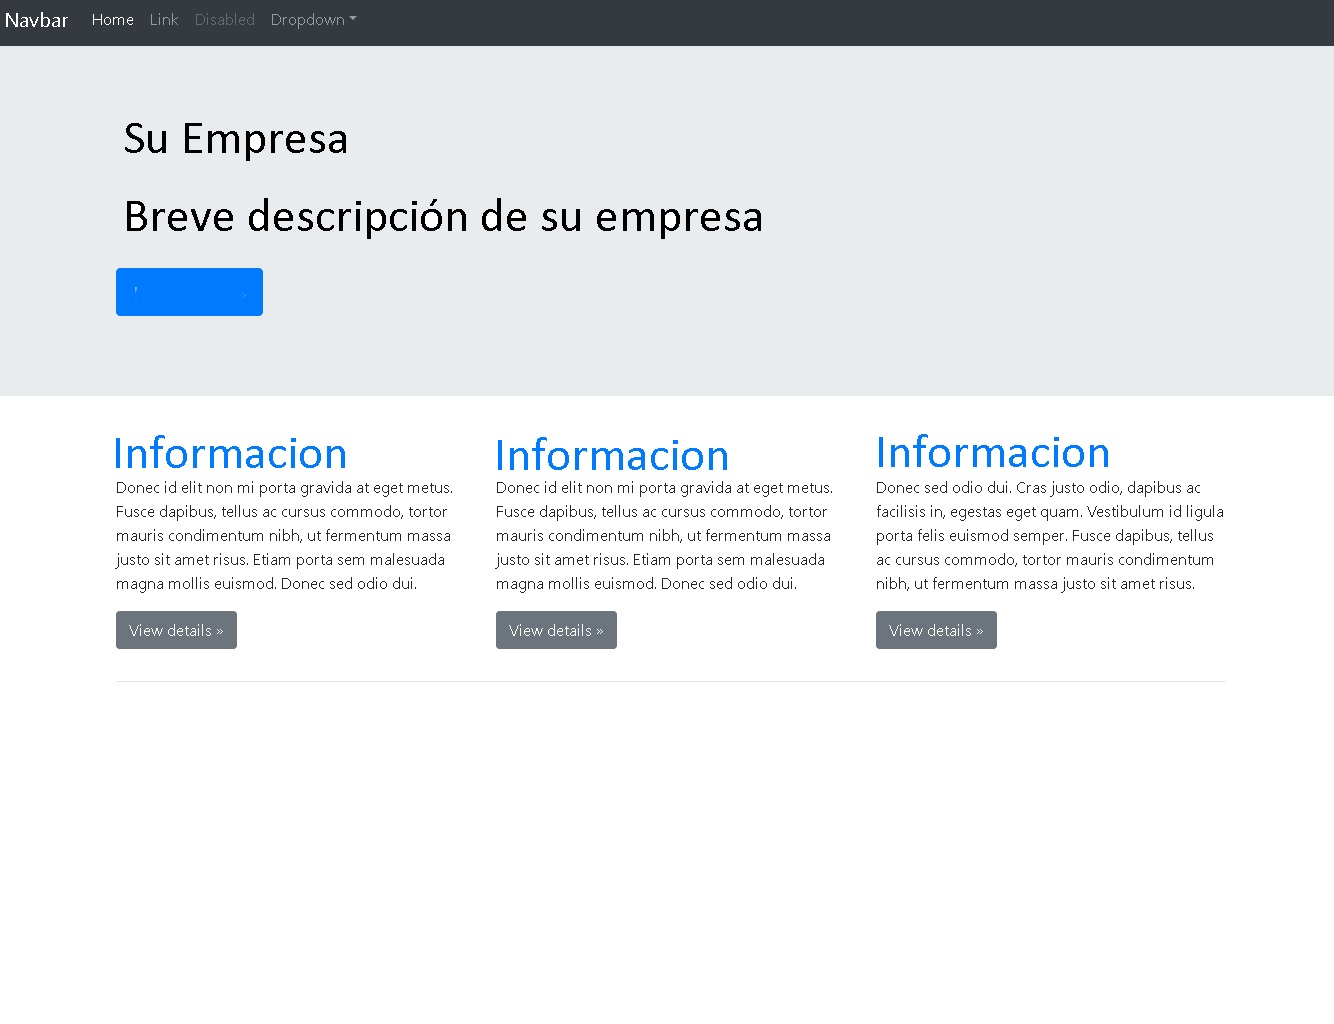 Navbar Home Link Disabled Dropdown
Su Empresa
Breve descripción de su empresa
Informacion
Donec id elit non mi porta gravida at eget metus.
Fusce dapibus, tellus ac cursus commodo, tortor
mauris condimentum nibh, ut fermentum massa
justo sit amet risus. Etiam porta sem malesuada
magna mollis euismod. Donec sed odio dui.
View details »
Informacion
Donec id elit non mi porta gravida at eget metus.
Fusce dapibus, tellus ac cursus commodo, tortor
mauris condimentum nibh, ut fermentum massa
justo sit amet risus. Etiam porta sem malesuada
magna mollis euismod. Donec sed odio dui.
View details »
Informacion
Donec sed odio dui. Cras justo odio, dapibus ac
facilisis in, egestas eget quam. Vestibulum id ligula
porta felis euismod semper. Fusce dapibus, tellus
ac cursus commodo, tortor mauris condimentum
nibh, ut fermentum massa justo sit amet risus.
View details »